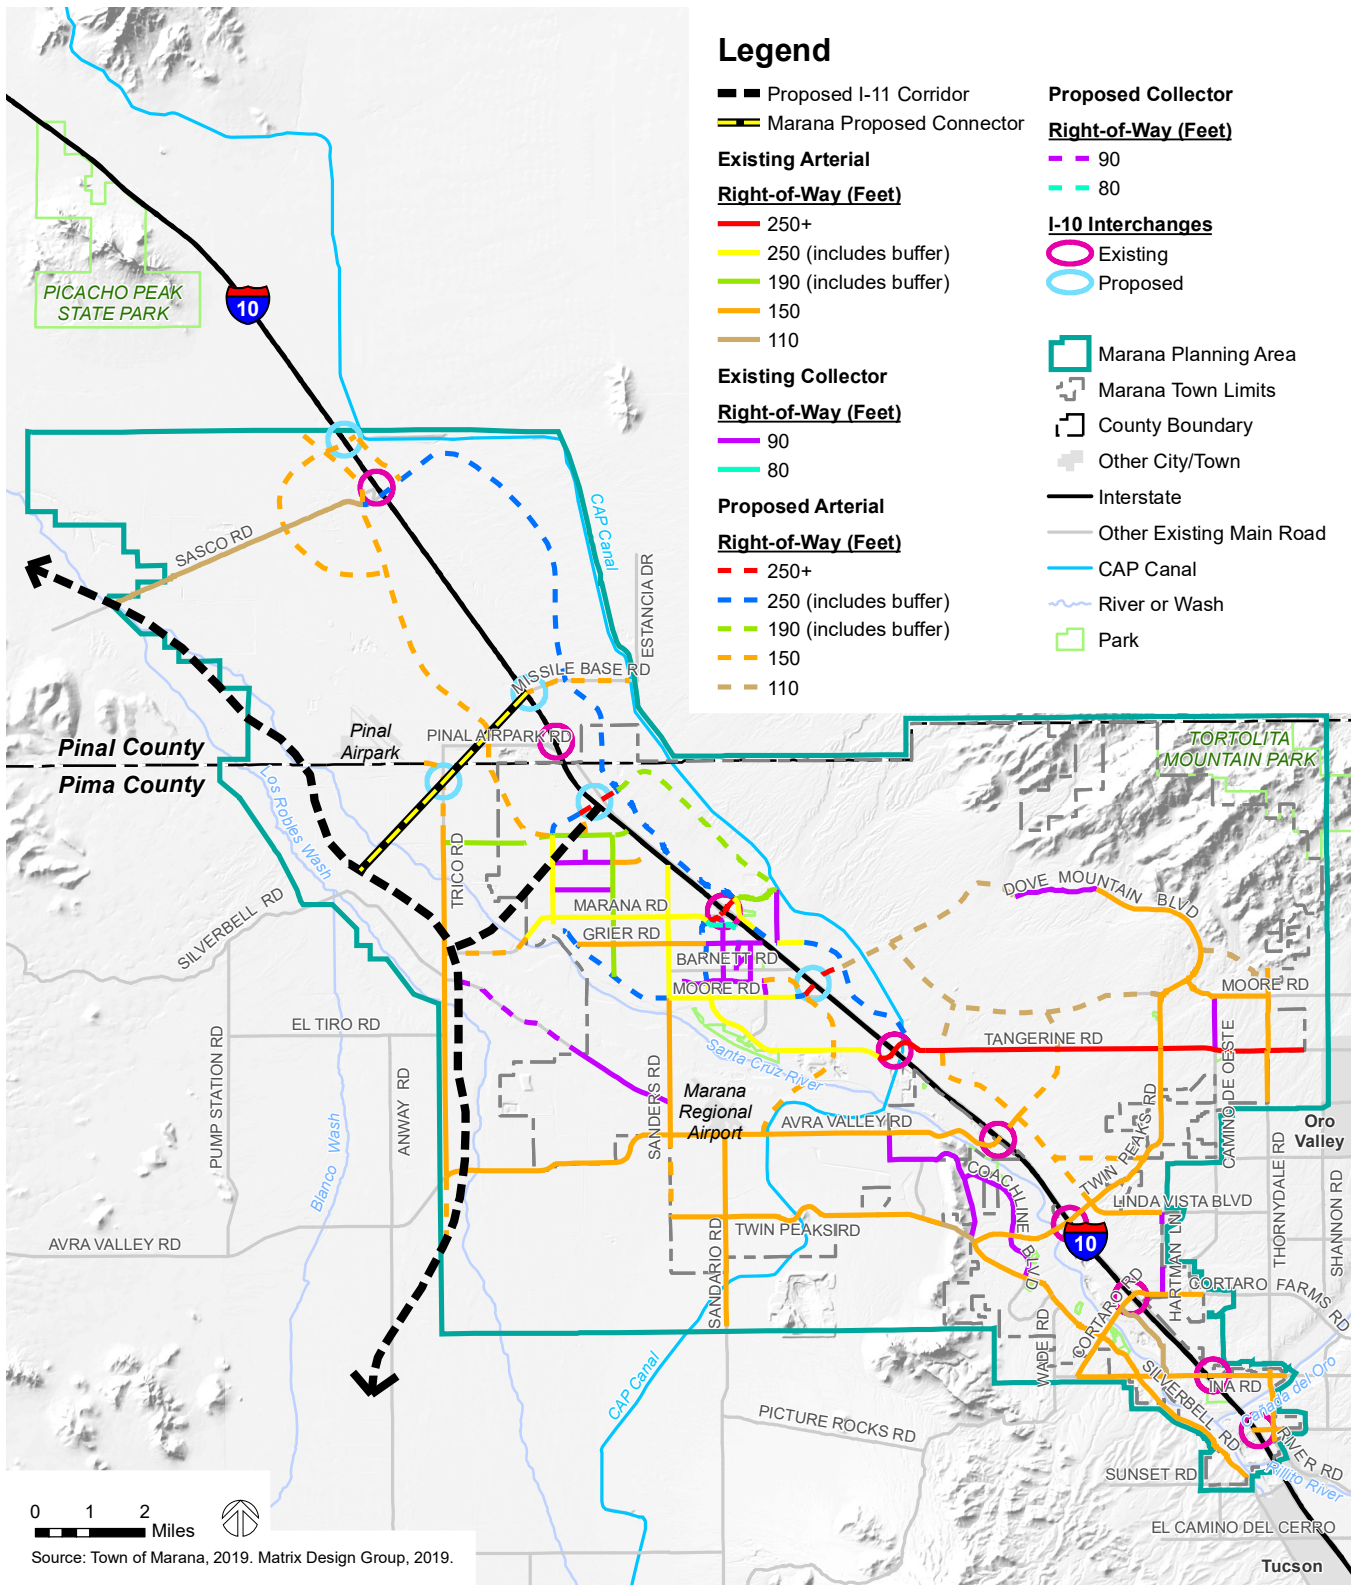 Legend
Proposed I-11 Corridor
Marana Proposed Connector
Existing Arterial
Right-of-Way (Feet)
250+
250 (includes buffer)
190 (includes buffer)
150
110
Existing Collector
Right-of-Way (Feet)
90
80
Proposed Arterial
Right-of-Way (Feet)
250+
250 (includes buffer)
190 (includes buffer)
150
110
Proposed Collector
Right-of-Way (Feet)
90
80
I-10 Interchanges
Existing
Proposed
Marana Planning Area
Marana Town Limits
County Boundary
Other City/Town
Interstate
Other Existing Main Road
CAP Canal
River or Wash
Park
PICACHO PEAK
STATE PARK
10
SASCO RD
CAP Canal
ESTANCIA DR
MISSILE BASE RD
Pinal
Airpark
PINAL AIRPARK RD
Pinal County
Pima County
TORTOLITA
MOUNTAIN PARK
Los Robles Wash
TRICO RD
SILVERBELL RD
MARANA RD
GRIER RD
BARNETT RD
MOORE RD
DOVE MOUNTAIN BLVD
MOORE RD
EL TIRO RD
PUMP STATION RD
ANWAY RD
Blanco Wash
Santa Cruz River
TANGERINE RD
CAMINO DE OESTE
SANDERS RD
Marana
Regional
Airport
AVRA VALLEY RD
Oro
Valley
TWIN PEAKS RD
COACHLINE BLVD
LINDA VISTA BLVD
THORNYDALE RD
SHANNON RD
HARTMAN LN
AVRA VALLEY RD
TWIN PEAKS RD
SANDARIO RD
10
CORTARO FARMS RD
CORTARO RD
WADE RD
CAP Canal
SILVERBELL RD
INA RD
Cañada del Oro
RIVER RD
Rillito River
PICTURE ROCKS RD
SUNSET RD
EL CAMINO DEL CERRO
Tucson
0 1 2
Miles
Source: Town of Marana, 2019. Matrix Design Group, 2019.